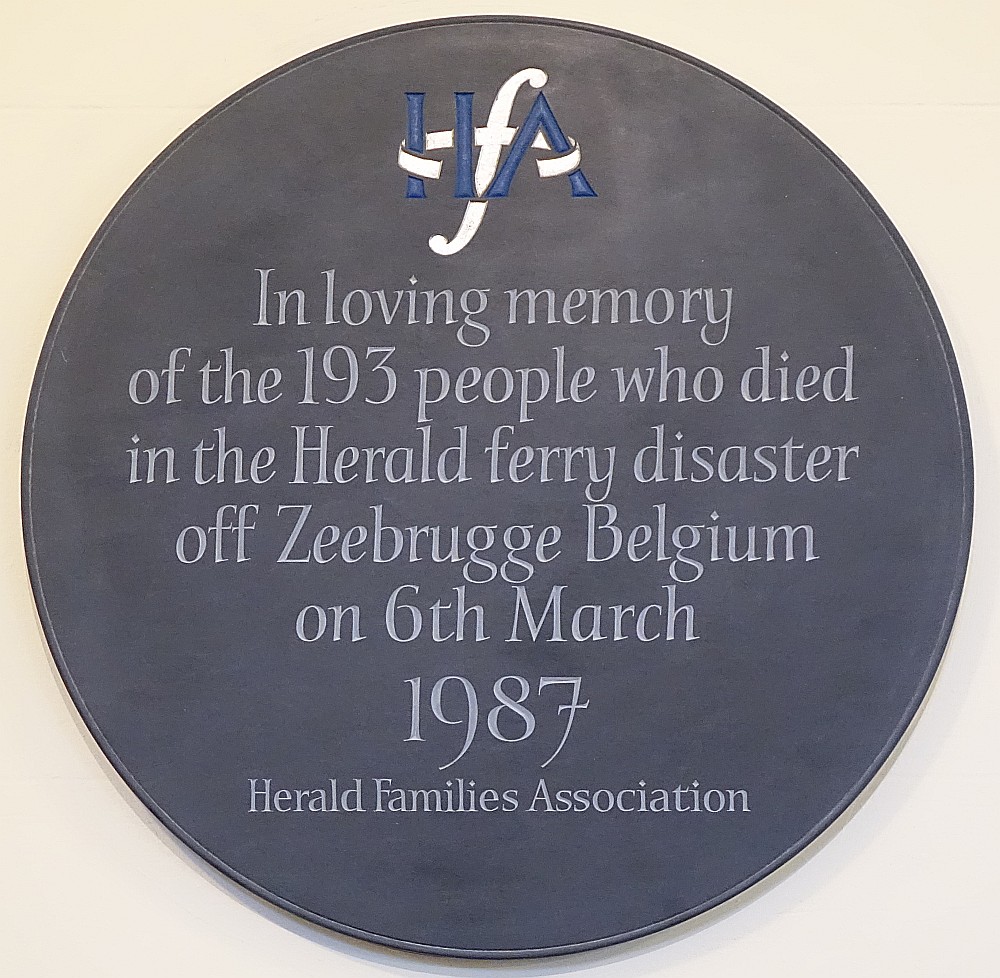 HfA
In loving memory
of the 193 people who died
in the Herald ferry disaster
off Zeebrugge Belgium
on 6th March
1987
Herald Families Association